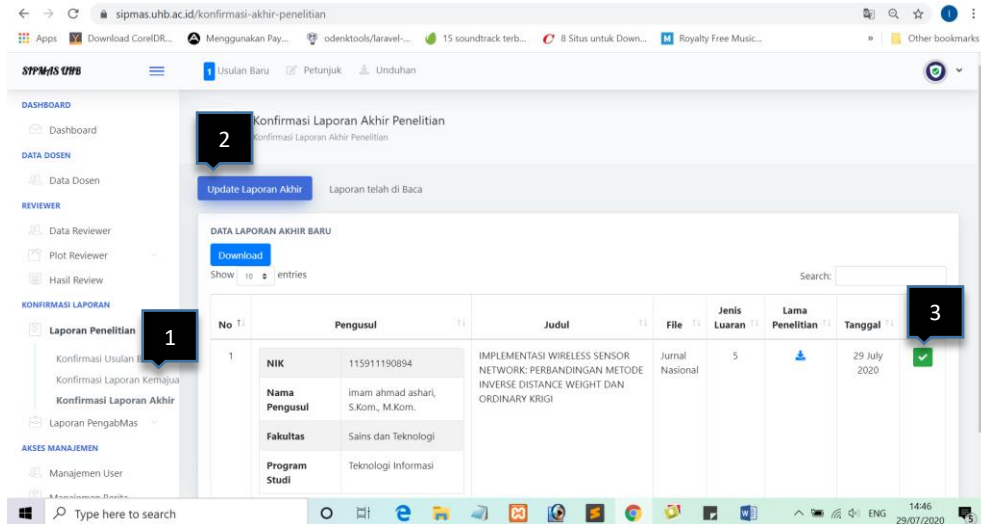 sipmas.uhb.ac.id/konfirmasi-akhir-penelitian
Apps Download CorelDR... Menggunakan Pay... odenktools/laravel-... 15 soundtrack terb... 8 Situs untuk Down... Royalty Free Music... » Other bookmarks
SIPMAS UHB
1 Usulan Baru Petunjuk Unduhan
DASHBOARD
Dashboard
DATA DOSEN
Data Dosen
REVIEWER
Data Reviewer
Plot Reviewer
Hasil Review
KONFIRMASI LAPORAN
Laporan Penelitian
1
Konfirmasi Usulan
Konfirmasi Laporan Kemajua
Konfirmasi Laporan Akhir
Laporan PengabMas
AKSES MANAJEMEN
Manajemen User
Manajemen Berita
2
Konfirmasi Laporan Akhir Penelitian
Konfirmasi Laporan Akhir Penelitian
Update Laporan Akhir Laporan telah di Baca
DATA LAPORAN AKHIR BARU
Download
Show 10 entries Search:
3
No Pengusul Judul File Jenis Luaran Lama Penelitian Tanggal
1
NIK 115911190894
Nama Pengusul imam ahmad ashari, S.Kom., M.Kom.
Fakultas Sains dan Teknologi
Program Studi Teknologi Informasi
IMPLEMENTASI WIRELESS SENSOR
NETWORK: PERBANDINGAN METODE
INVERSE DISTANCE WEIGHT DAN
ORDINARY KRIGI
Jurnal Nasional
5
29 July 2020
Type here to search
ENG
14:46
29/07/2020
5